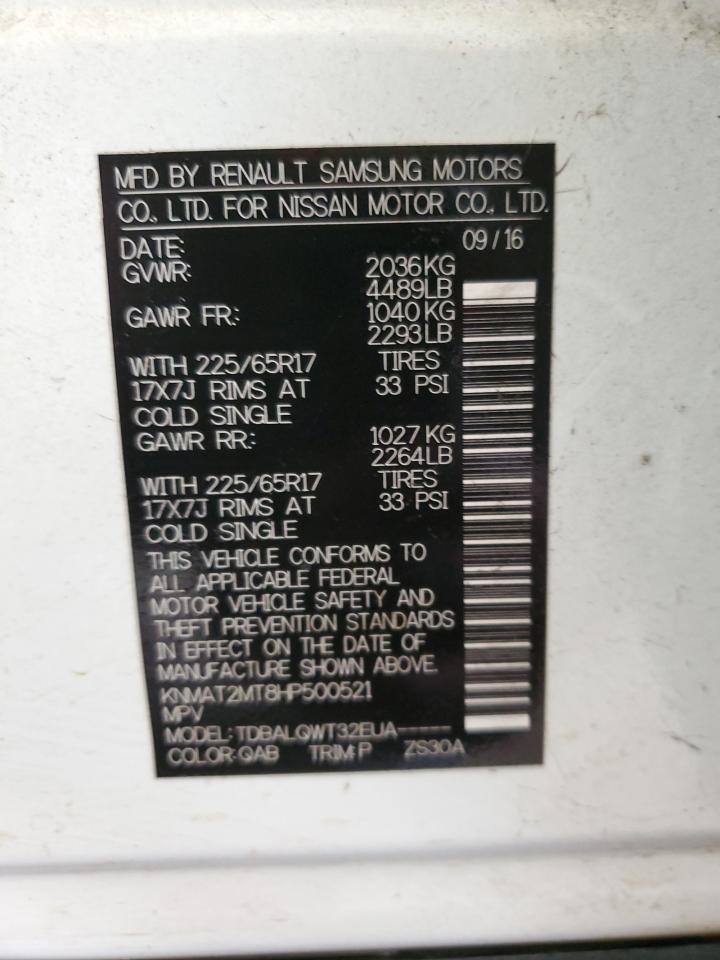 MFD BY RENAULT SAMSUNG MOTORS
CO., LTD. FOR NISSAN MOTOR CO., LTD.
DATE: 09/16
GVWR: 2036KG
4489LB
GAWR FR.: 1040KG
2293LB
WITH 225/65R17 TIRES
17X7J RIMS AT 33 PSI
COLD SINGLE
GAWR RR.: 1027KG
2264LB
WITH 225/65R17 TIRES
17X7J RIMS AT 33 PSI
COLD SINGLE
THIS VEHICLE CONFORMS TO
ALL APPLICABLE FEDERAL
MOTOR VEHICLE SAFETY AND
THEFT PREVENTION STANDARDS
IN EFFECT ON THE DATE OF
MANUFACTURE SHOWN ABOVE.
KNMAT2MT8HP500521
MPV
MODEL: TDBALQWT32EUA-----
COLOR: QAB TRIM: P ZS30A